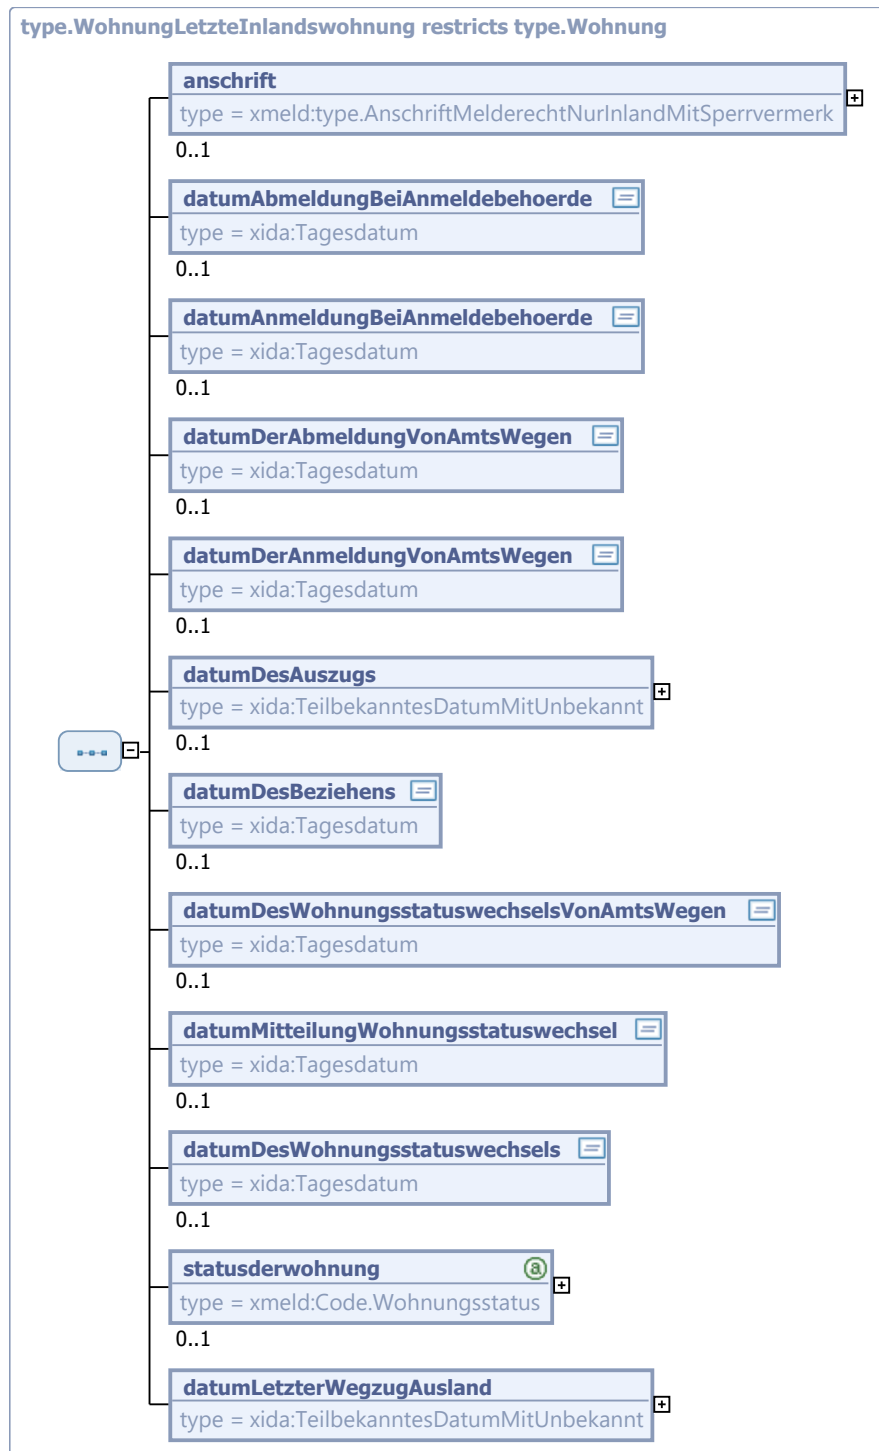 type.WohnungLetzteInlandswohnung restricts type.Wohnung
anschrift
type = xmeld:type.AnschriftMelderechtNurInlandMitSperrvermerk
0..1
datumAbmeldungBeiAnmeldebehoerde
type = xida:Tagesdatum
0..1
datumAnmeldungBeiAnmeldebehoerde
type = xida:Tagesdatum
0..1
datumDerAbmeldungVonAmtsWegen
type = xida:Tagesdatum
0..1
datumDerAnmeldungVonAmtsWegen
type = xida:Tagesdatum
0..1
datumDesAuszugs
type = xida:TeilbekanntesDatumMitUnbekannt
0..1
datumDesBeziehens
type = xida:Tagesdatum
0..1
datumDesWohnungsstatuswechselsVonAmtsWegen
type = xida:Tagesdatum
0..1
datumMitteilungWohnungsstatuswechsel
type = xida:Tagesdatum
0..1
datumDesWohnungsstatuswechsels
type = xida:Tagesdatum
0..1
statusderwohnung a
type = xmeld:Code.Wohnungsstatus
0..1
datumLetzterWegzugAusland
type = xida:TeilbekanntesDatumMitUnbekannt